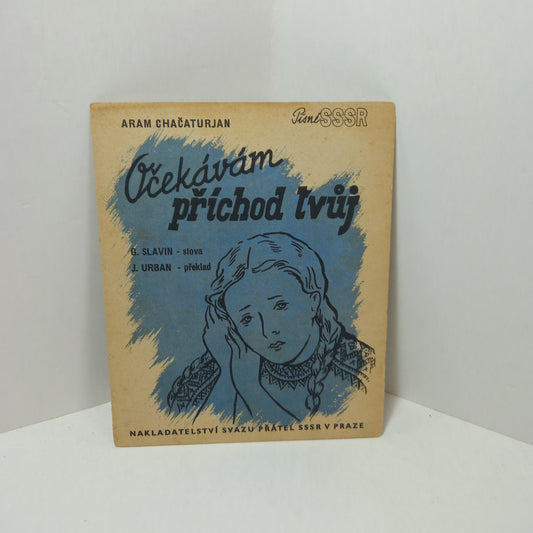 ARAM CHAČATURJAN
Písně SSSR
Očekávám
příchod tvůj
B. SLAVIN - slova
J. URBAN - překlad
NAKLADATELSTVÍ SVAZU PŘÁTEL SSSR V PRAZE